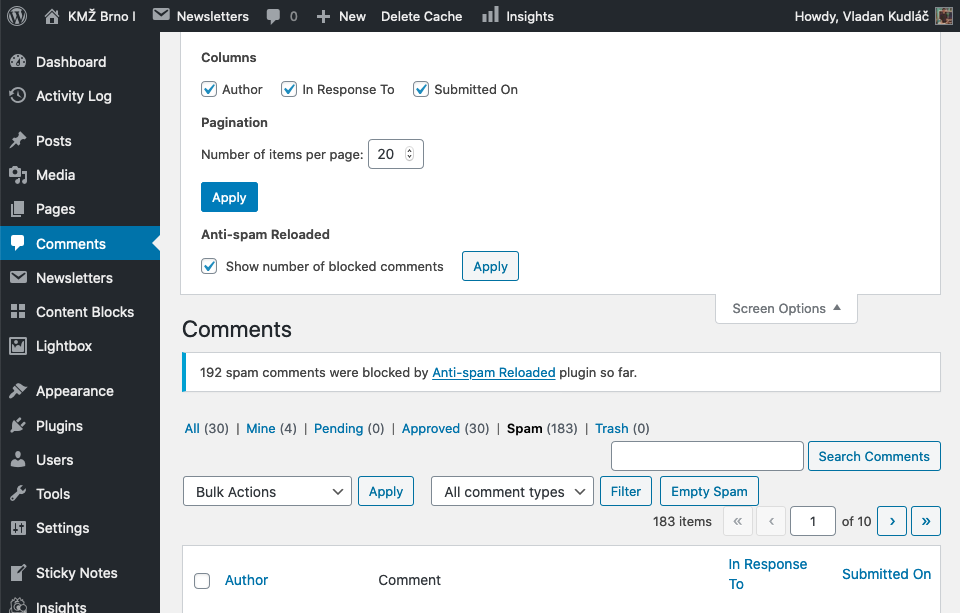 KMŽ Brno I Newsletters 0 New Delete Cache Insights Howdy, Vladan Kudláč
Dashboard
Activity Log
Posts
Media
Pages
Comments
Newsletters
Content Blocks
Lightbox
Appearance
Plugins
Users
Tools
Settings
Sticky Notes
Insights
Columns
Author In Response To Submitted On
Pagination
Number of items per page: 20
Apply
Anti-spam Reloaded
Show number of blocked comments Apply
Screen Options
Comments
192 spam comments were blocked by Anti-spam Reloaded plugin so far.
All (30) | Mine (4) | Pending (0) | Approved (30) | Spam (183) | Trash (0)
Search Comments
Bulk Actions Apply All comment types Filter Empty Spam
183 items « ‹ 1 of 10 › »
Author Comment In Response To Submitted On